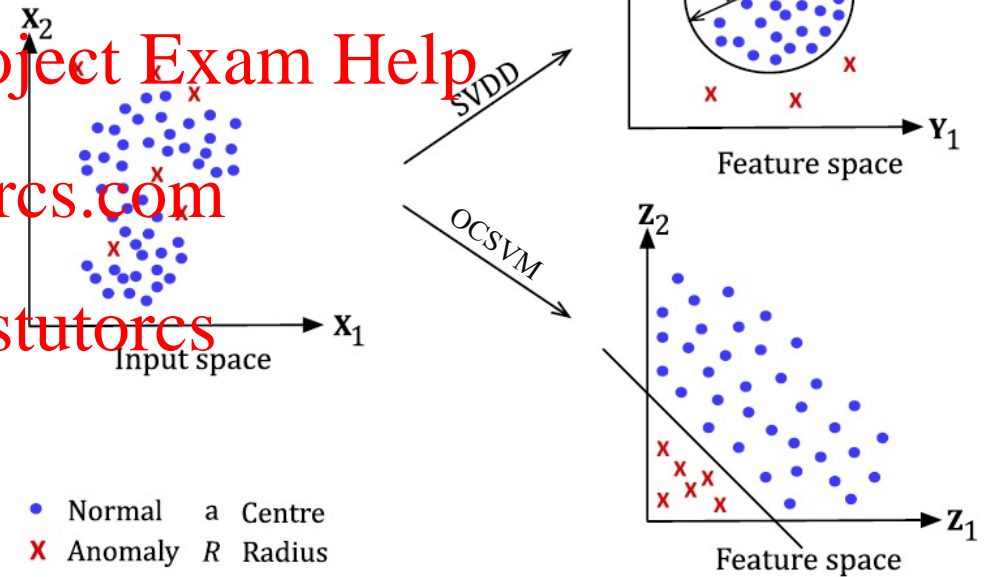 X2
oject Exam Help
SVDD
Y1
Feature space
rcs.com
Z2
OCSVM
stutorcs
X1
Input space
Normal a Centre
X Anomaly R Radius
Z1
Feature space